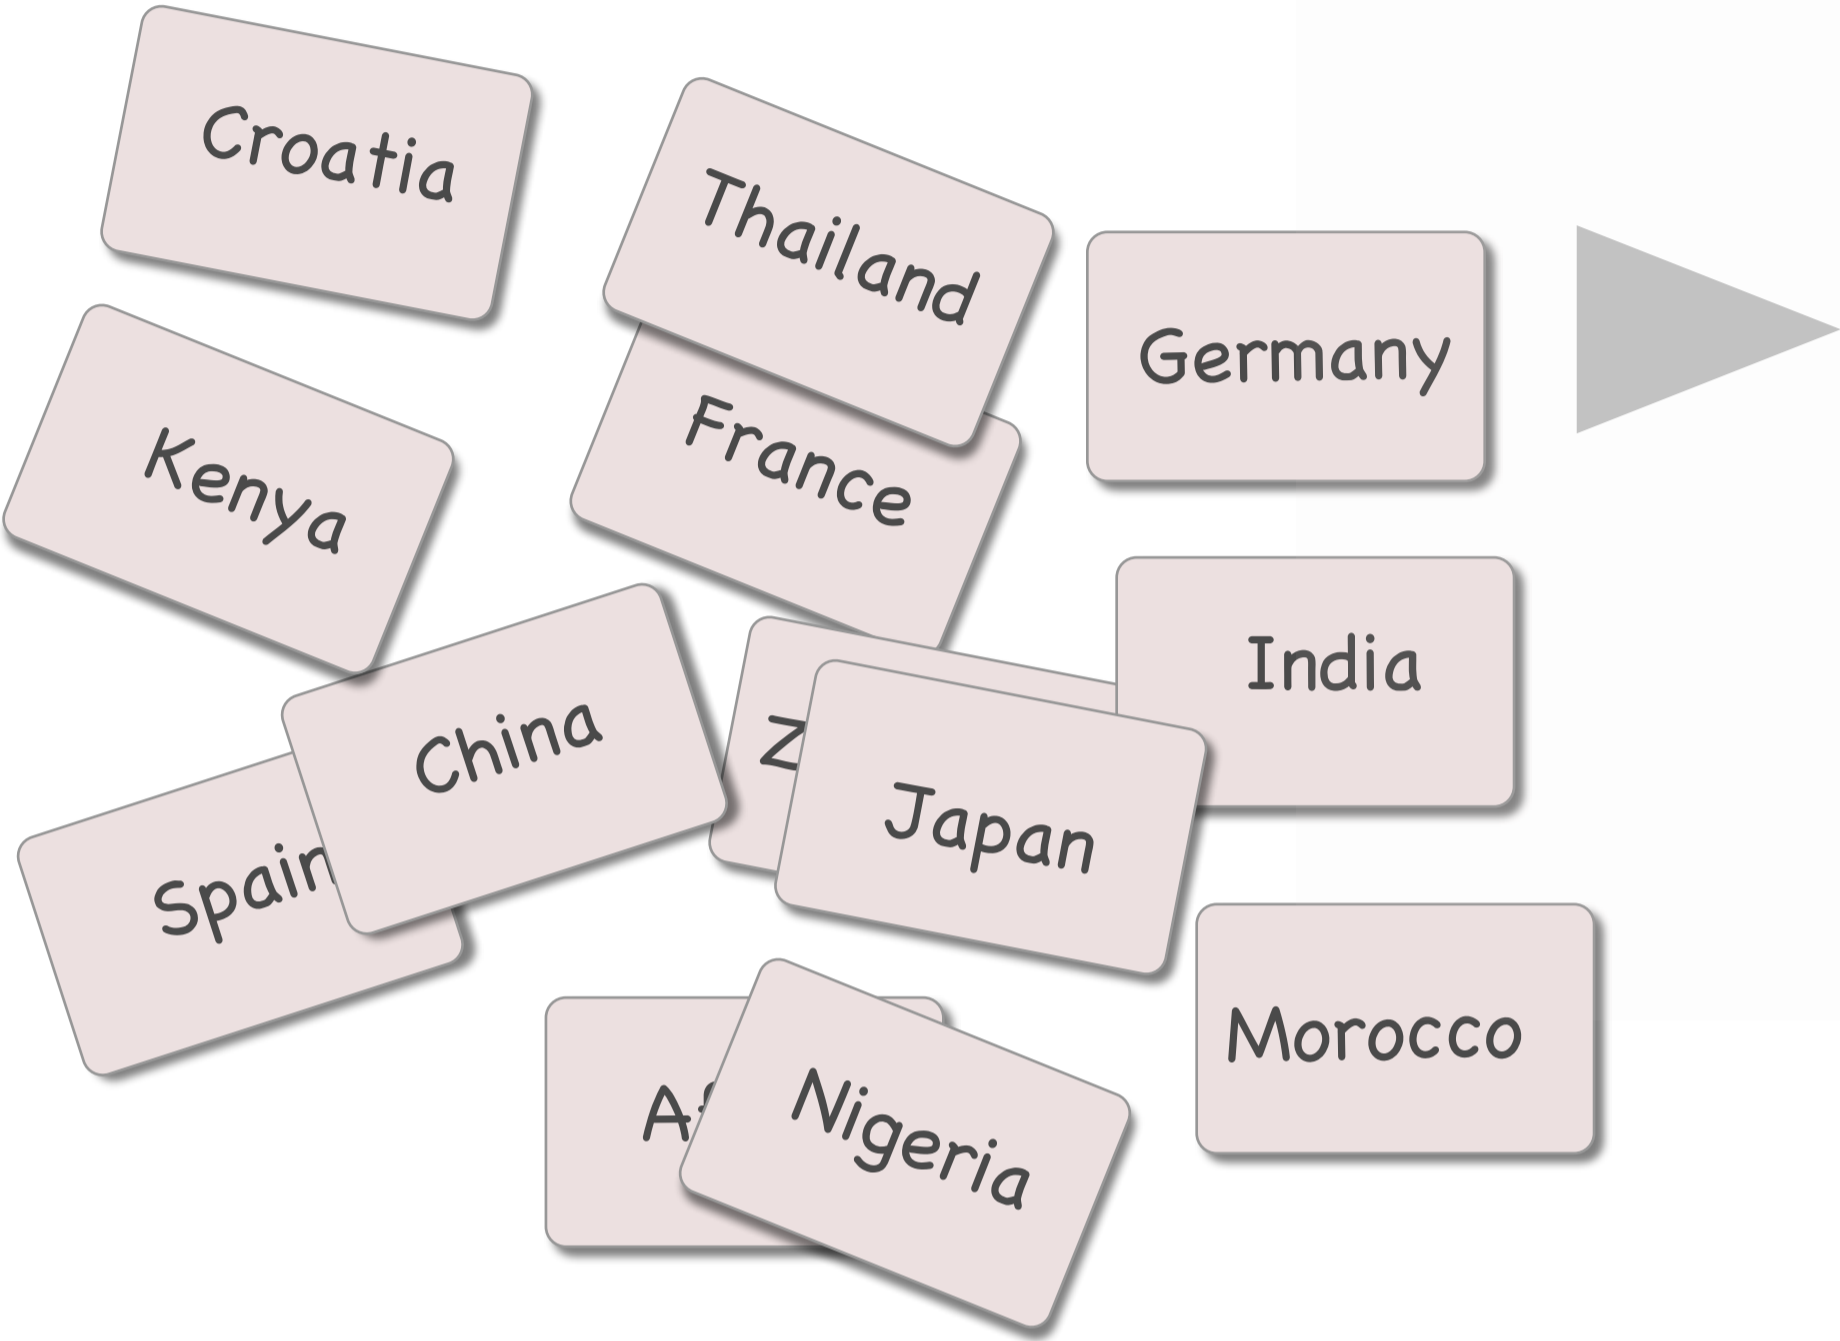 Croatia
Thailand
Germany
Kenya
France
India
China
Japan
Spain
Morocco
Nigeria